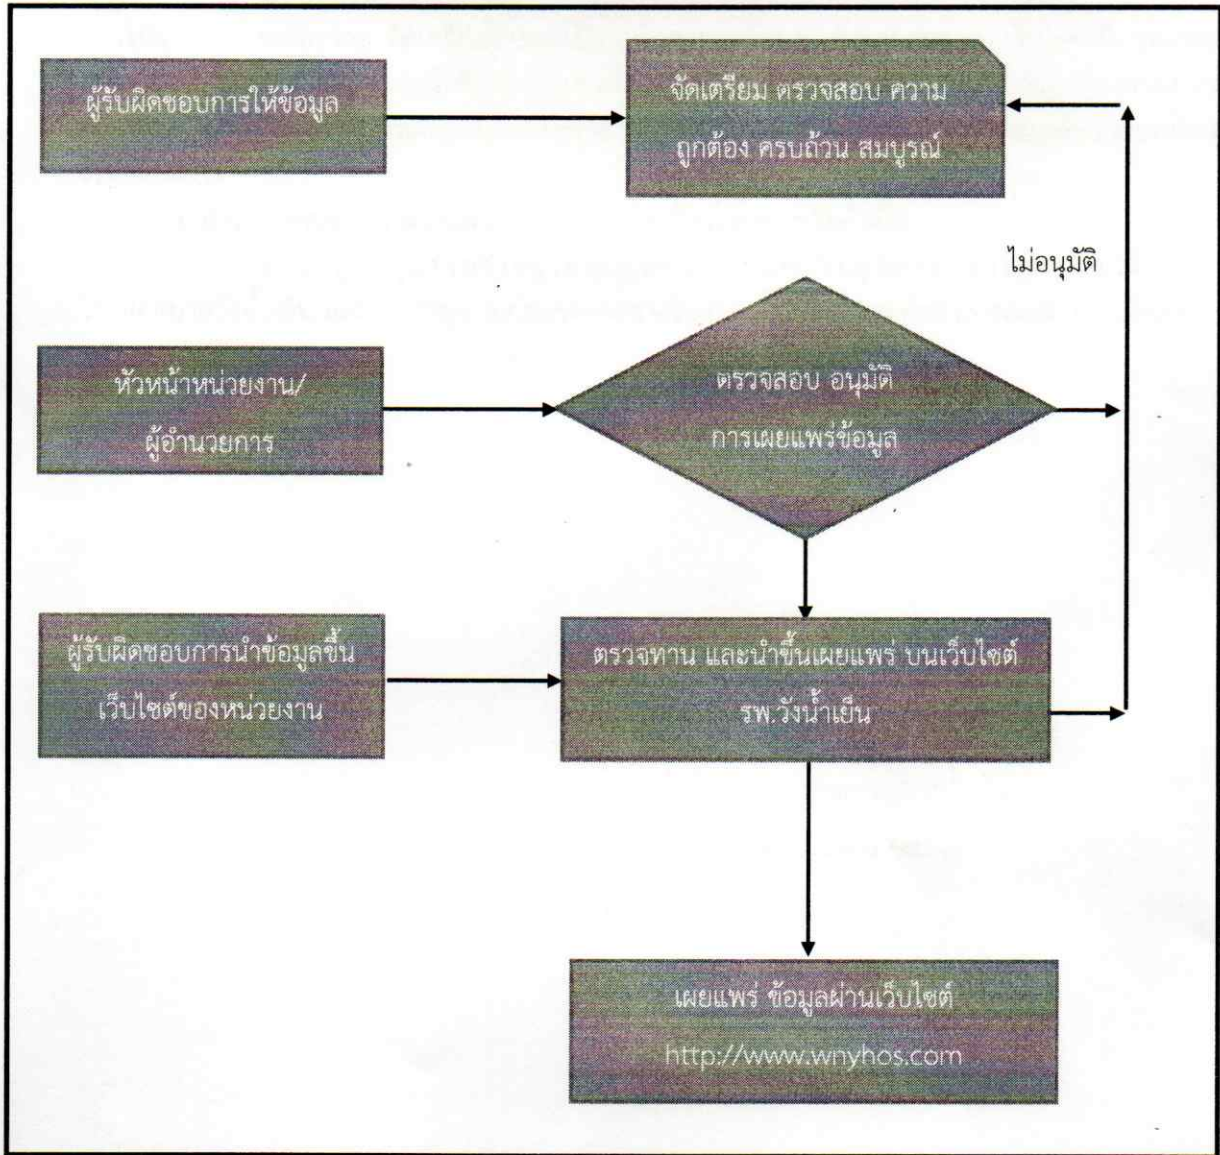 ผู้รับผิดชอบการให้ข้อมูล
จัดเตรียม ตรวจสอบ ความ
ถูกต้อง ครบถ้วน สมบูรณ์
ไม่อนุมัติ
หัวหน้าหน่วยงาน/
ผู้อำนวยการ
ตรวจสอบ อนุมัติ
การเผยแพร่ข้อมูล
ผู้รับผิดชอบการนำข้อมูลขึ้น
เว็บไซต์ของหน่วยงาน
ตรวจทาน และนำขึ้นเผยแพร่ บนเว็บไซต์
รพ.วังน้ำเย็น
เผยแพร่ ข้อมูลผ่านเว็บไซต์
http://www.wnyhos.com